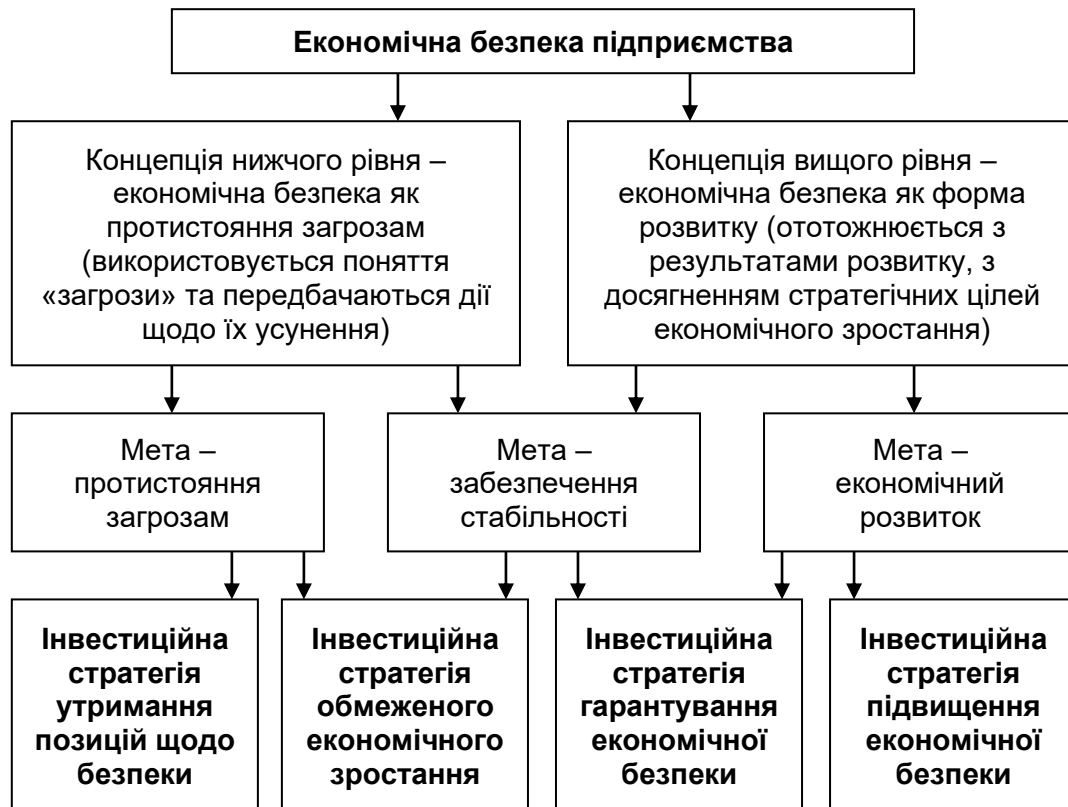 Економічна безпека підприємства
Концепція нижчого рівня –
економічна безпека як
протистояння загрозам
(використовується поняття
«загрози» та передбачаються дії
щодо їх усунення)
Концепція вищого рівня –
економічна безпека як форма
розвитку (ототожнюється з
результатами розвитку, з
досягненням стратегічних цілей
економічного зростання)
Мета –
протистояння
загрозам
Мета –
забезпечення
стабільності
Мета –
економічний
розвиток
Інвестиційна
стратегія
утримання
позицій щодо
безпеки
Інвестиційна
стратегія
обмеженого
економічного
зростання
Інвестиційна
стратегія
гарантування
економічної
безпеки
Інвестиційна
стратегія
підвищення
економічної
безпеки